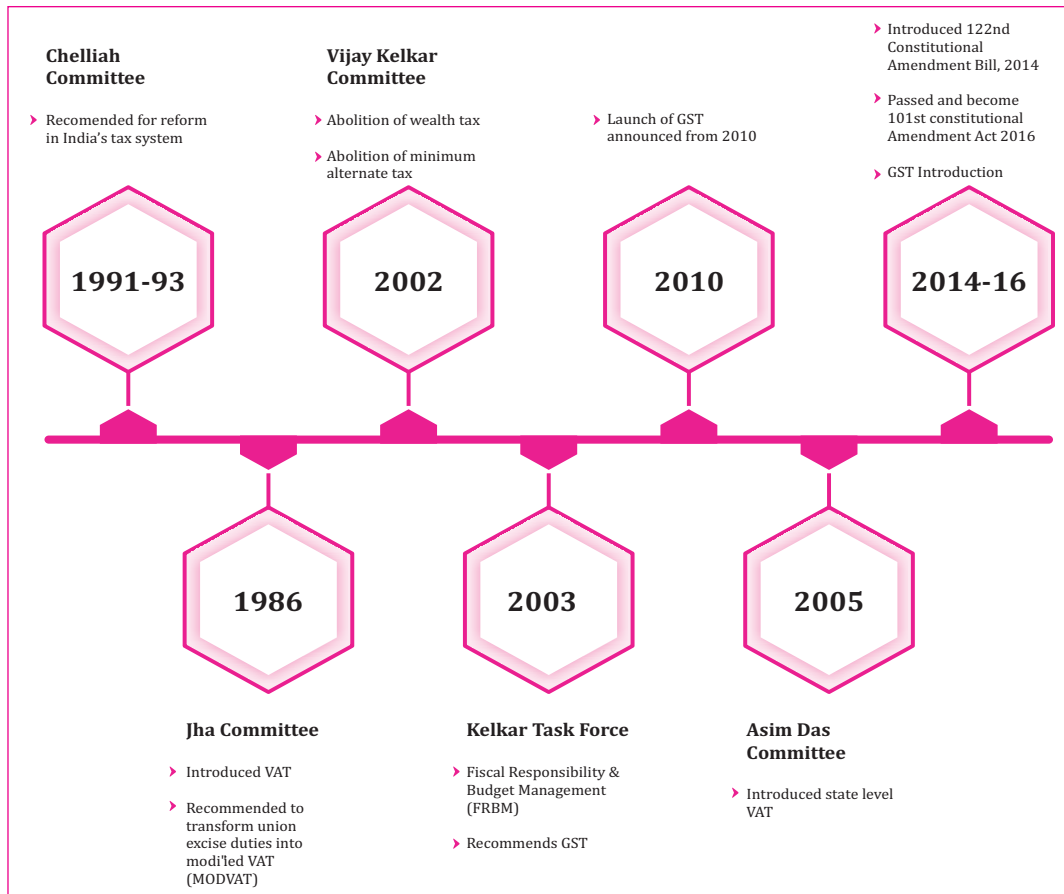 Chelliah
Committee
Recomended for reform
in India's tax system
1991-93
Vijay Kelkar
Committee
Abolition of wealth tax
Abolition of minimum
alternate tax
2002
Launch of GST
announced from 2010
2010
Introduced 122nd
Constitutional
Amendment Bill, 2014
Passed and become
101st constitutional
Amendment Act 2016
GST Introduction
2014-16
1986
Jha Committee
Introduced VAT
Recommended to
transform union
excise duties into
modi'led VAT
(MODVAT)
2003
Kelkar Task Force
Fiscal Responsibility &
Budget Management
(FRBM)
Recommends GST
2005
Asim Das
Committee
Introduced state level
VAT